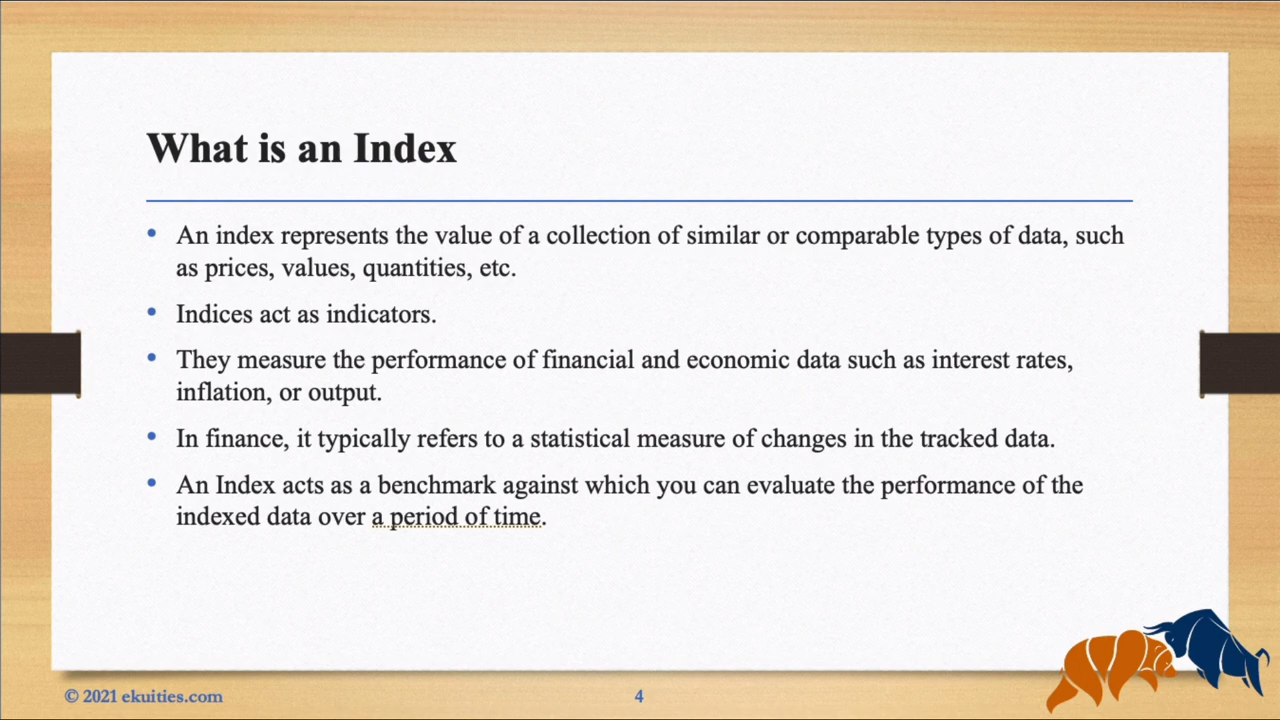 What is an Index
• An index represents the value of a collection of similar or comparable types of data, such
as prices, values, quantities, etc.
• Indices act as indicators.
• They measure the performance of financial and economic data such as interest rates,
inflation, or output.
• In finance, it typically refers to a statistical measure of changes in the tracked data.
• An Index acts as a benchmark against which you can evaluate the performance of the
indexed data over a period of time.
© 2021 ekuities.com
4